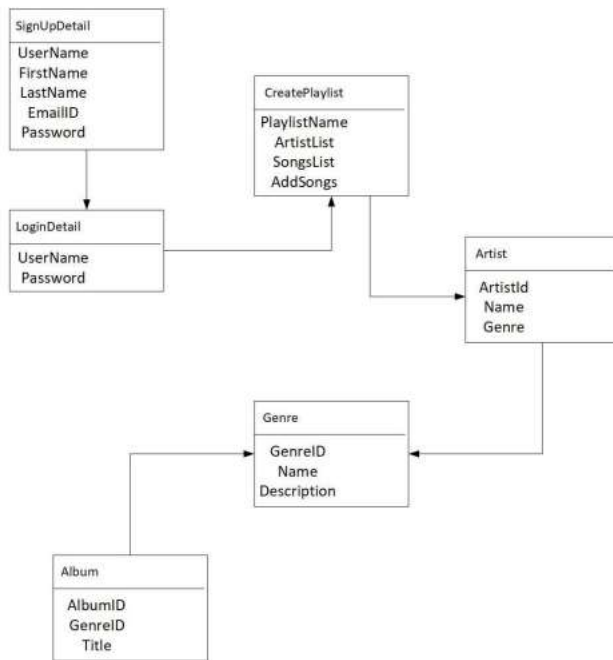 SignUpDetail
UserName
FirstName
LastName
EmailID
Password
CreatePlaylist
PlaylistName
ArtistList
SongsList
AddSongs
LoginDetail
UserName
Password
Artist
ArtistId
Name
Genre
Genre
GenreID
Name
Description
Album
AlbumID
GenreID
Title